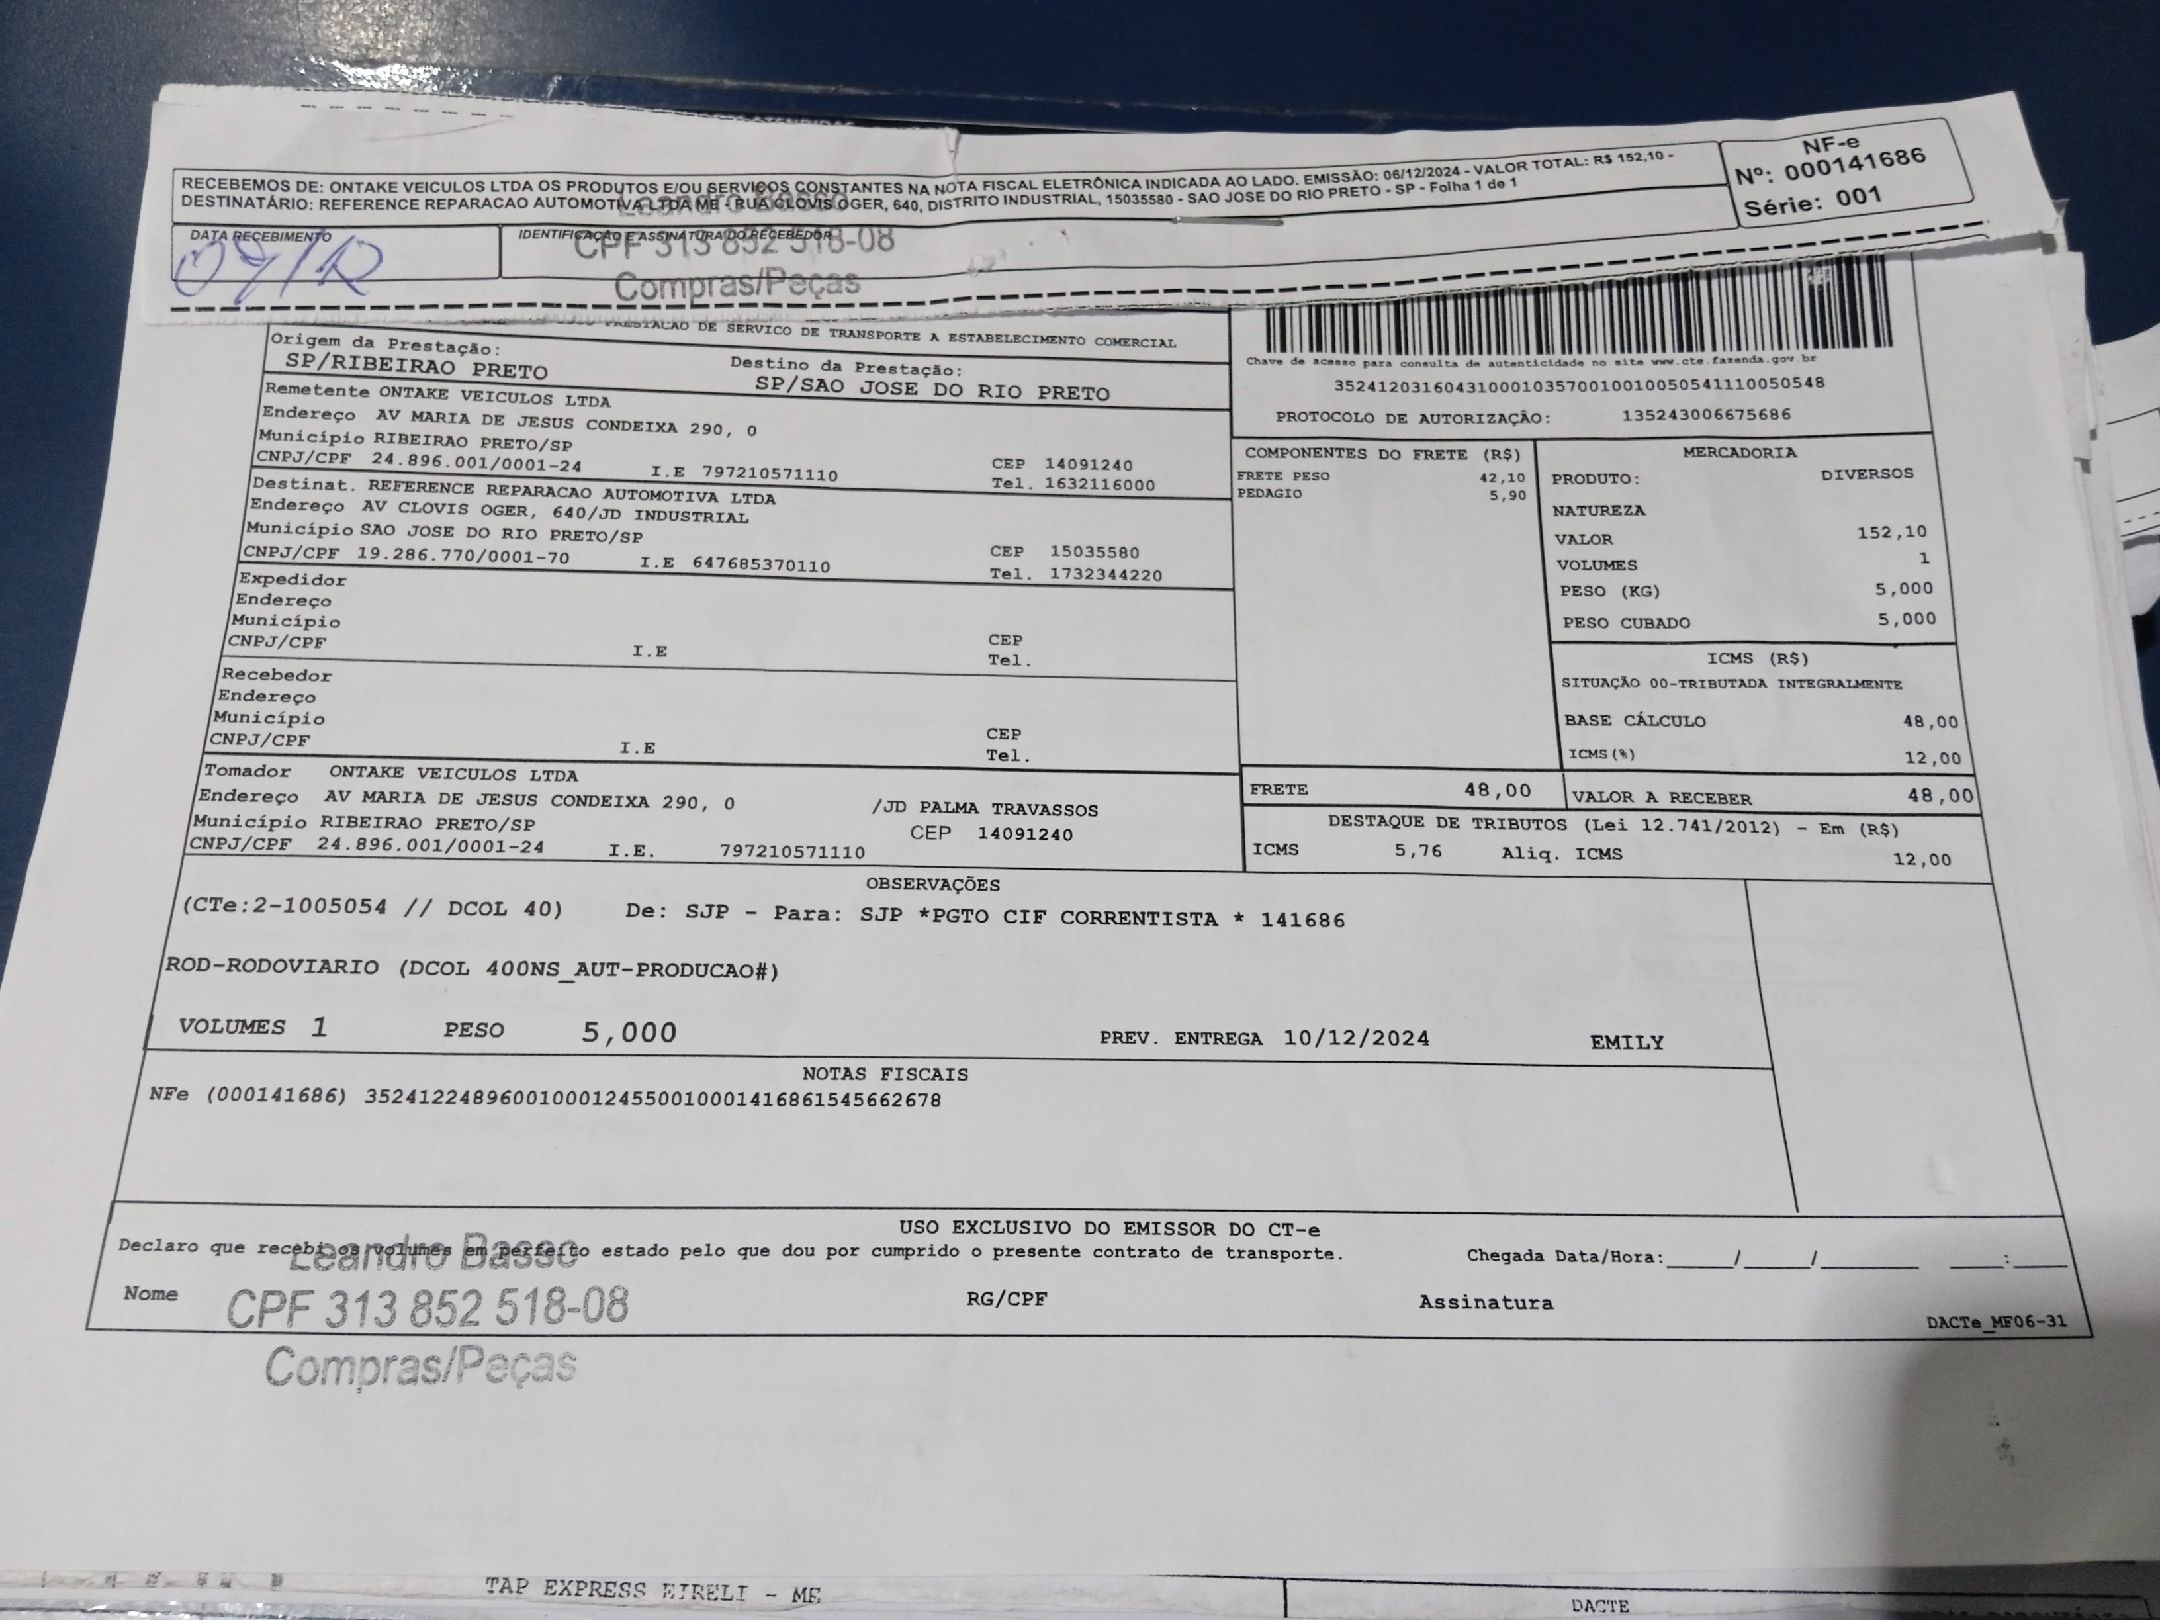 RECEBEMOS DE: ONTAKE VEICULOS LTDA OS PRODUTOS E/OU SERVIÇOS CONSTANTES NA NOTA FISCAL ELETRÔNICA INDICADA AO LADO. EMISSÃO: 06/12/2024 - VALOR TOTAL: R$ 152,10 -
DESTINATÁRIO: REFERENCE REPARACAO AUTOMOTIVA LTDA ME - RUA CLOVIS OGER, 640, DISTRITO INDUSTRIAL, 15035580 - SAO JOSE DO RIO PRETO - SP - Folha 1 de 1
NF-e
Nº: 000141686
Série: 001
Leandro Basso
DATA RECEBIMENTO
IDENTIFICAÇÃO E ASSINATURA DO RECEBEDOR
CPF 313 852 518-08
Compras/Peças
PRESTACAO DE SERVICO DE TRANSPORTE A ESTABELECIMENTO COMERCIAL
Origem da Prestação:
SP/RIBEIRAO PRETO
Destino da Prestação:
SP/SAO JOSE DO RIO PRETO
Chave de acesso para consulta de autenticidade no site www.cte.fazenda.gov.br
35241203160431000103570010010050541110050548
PROTOCOLO DE AUTORIZAÇÃO: 135243006675686
Remetente ONTAKE VEICULOS LTDA
Endereço AV MARIA DE JESUS CONDEIXA 290, 0
Município RIBEIRAO PRETO/SP
CNPJ/CPF 24.896.001/0001-24 I.E 797210571110
CEP 14091240
Tel. 1632116000
Destinat. REFERENCE REPARACAO AUTOMOTIVA LTDA
Endereço AV CLOVIS OGER, 640/JD INDUSTRIAL
Município SAO JOSE DO RIO PRETO/SP
CNPJ/CPF 19.286.770/0001-70 I.E 647685370110
CEP 15035580
Tel. 1732344220
Expedidor
Endereço
Município
CNPJ/CPF I.E
CEP
Tel.
Recebedor
Endereço
Município
CNPJ/CPF I.E
CEP
Tel.
Tomador ONTAKE VEICULOS LTDA
Endereço AV MARIA DE JESUS CONDEIXA 290, 0 /JD PALMA TRAVASSOS
Município RIBEIRAO PRETO/SP CEP 14091240
CNPJ/CPF 24.896.001/0001-24 I.E. 797210571110
COMPONENTES DO FRETE (R$)
FRETE PESO 42,10
PEDAGIO 5,90
MERCADORIA
PRODUTO: DIVERSOS
NATUREZA
VALOR 152,10
VOLUMES 1
PESO (KG) 5,000
PESO CUBADO 5,000
ICMS (R$)
SITUAÇÃO 00-TRIBUTADA INTEGRALMENTE
BASE CÁLCULO 48,00
ICMS(%) 12,00
FRETE 48,00 VALOR A RECEBER 48,00
DESTAQUE DE TRIBUTOS (Lei 12.741/2012) - Em (R$)
ICMS 5,76 Aliq. ICMS 12,00
OBSERVAÇÕES
(CTe:2-1005054 // DCOL 40) De: SJP - Para: SJP *PGTO CIF CORRENTISTA * 141686
ROD-RODOVIARIO (DCOL 400NS_AUT-PRODUCAO#)
VOLUMES 1 PESO 5,000 PREV. ENTREGA 10/12/2024 EMILY
NOTAS FISCAIS
NFe (000141686) 35241224896001000124550010001416861545662678
USO EXCLUSIVO DO EMISSOR DO CT-e
Declaro que recebi os volumes em perfeito estado pelo que dou por cumprido o presente contrato de transporte. Chegada Data/Hora:_____/_____/_______ ____:____
Leandro Basso
Nome RG/CPF Assinatura
CPF 313 852 518-08
DACTe_MF06-31
Compras/Peças
TAP EXPRESS EIRELI - ME
DACTE